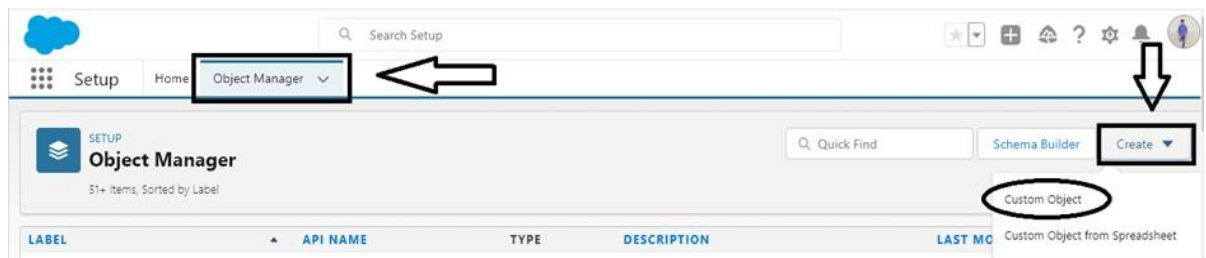 Search Setup
Setup Home Object Manager
SETUP
Object Manager
51+ Items, Sorted by Label
Quick Find
Schema Builder
Create
Custom Object
Custom Object from Spreadsheet
LABEL API NAME TYPE DESCRIPTION LAST MO